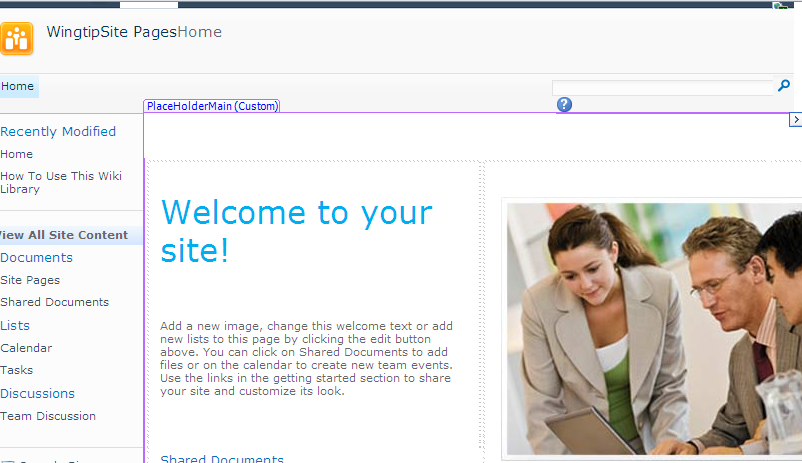 WingtipSite PagesHome
Home
PlaceHolderMain (Custom)
?
Recently Modified
Home
How To Use This Wiki
Library
View All Site Content
Documents
Site Pages
Shared Documents
Lists
Calendar
Tasks
Discussions
Team Discussion
Welcome to your
site!
Add a new image, change this welcome text or add
new lists to this page by clicking the edit button
above. You can click on Shared Documents to add
files or on the calendar to create new team events.
Use the links in the getting started section to share
your site and customize its look.
Shared Documents